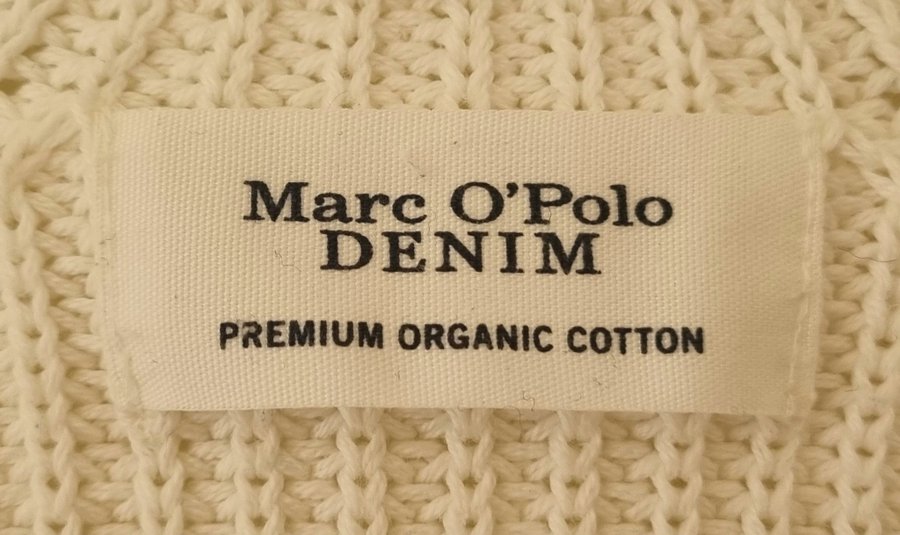 Marc O'Polo
DENIM
PREMIUM ORGANIC COTTON